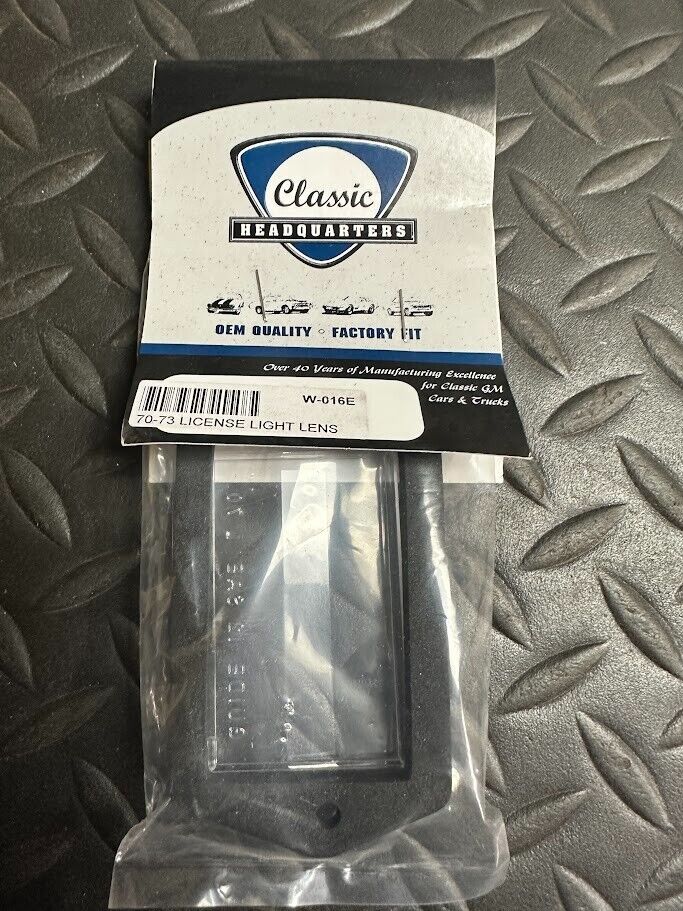 Classic
HEADQUARTERS
OEM QUALITY ◦ FACTORY FIT
Over 40 Years of Manufacturing Excellence
for Classic GM
Cars & Trucks
W-016E
70-73 LICENSE LIGHT LENS
GUIDE